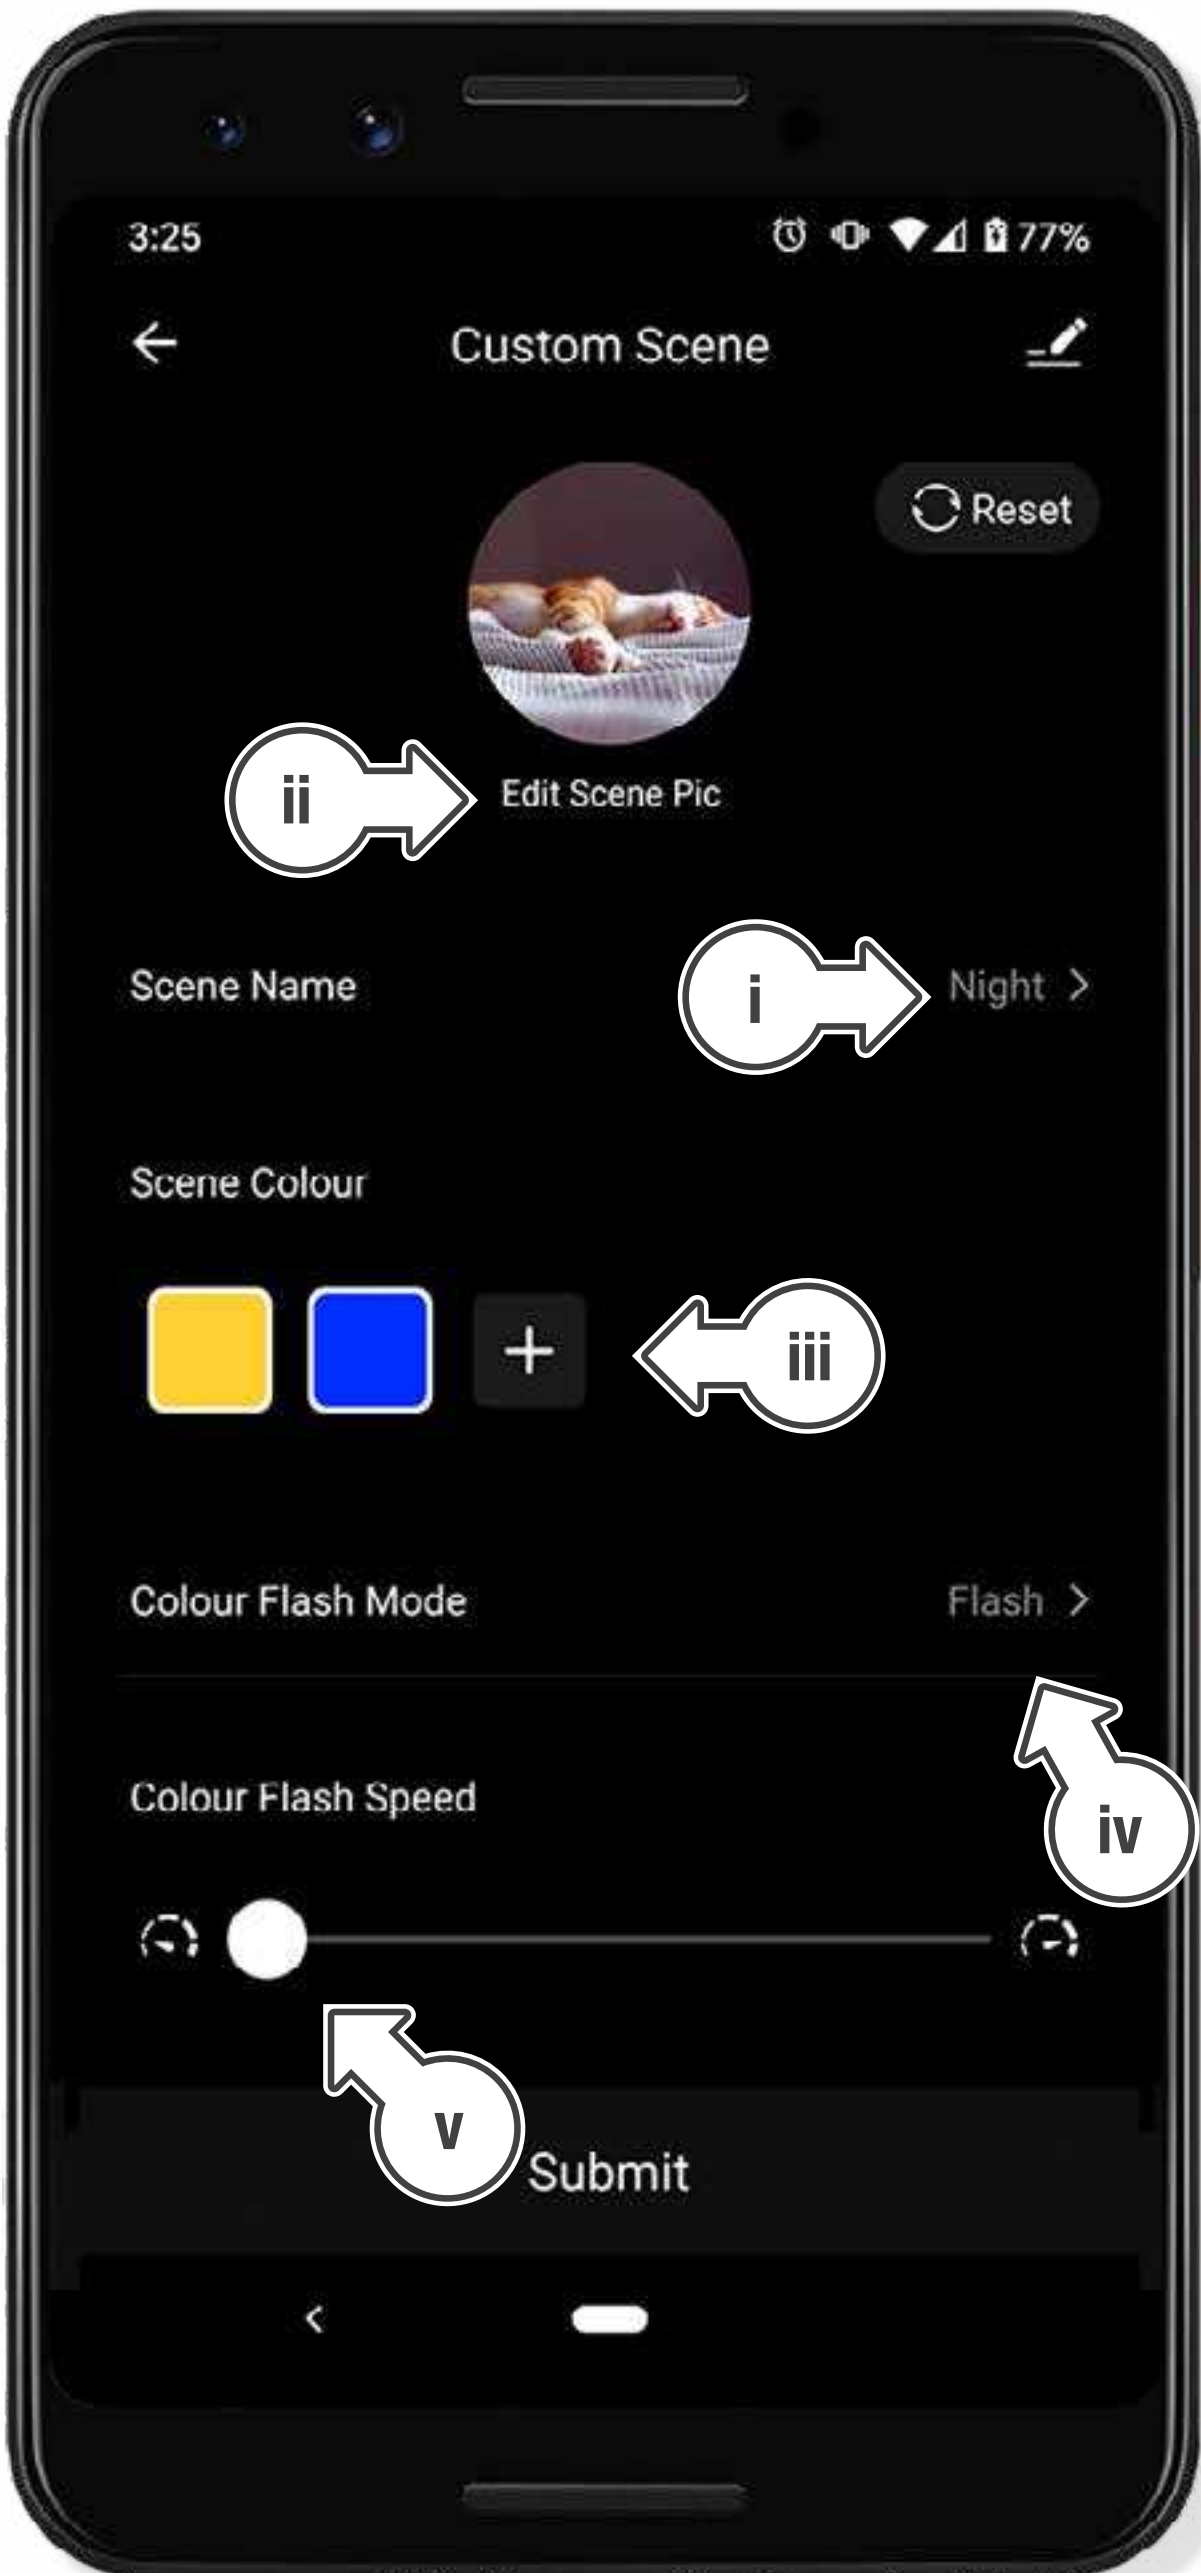 3:25 77%
Custom Scene
Reset
ii Edit Scene Pic
Scene Name i Night
Scene Colour
+ iii
Colour Flash Mode Flash
Colour Flash Speed
iv
v
Submit